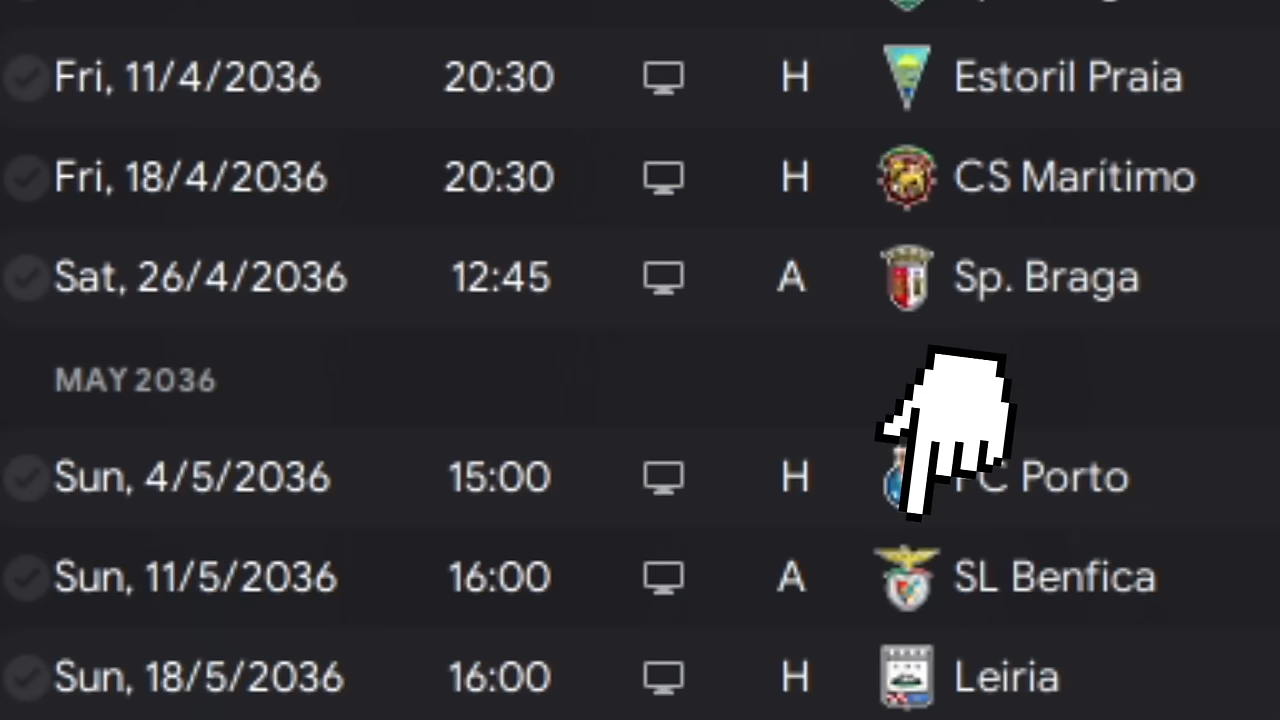 Fri, 11/4/2036 20:30 H Estoril Praia
Fri, 18/4/2036 20:30 H CS Marítimo
Sat, 26/4/2036 12:45 A Sp. Braga
MAY 2036
Sun, 4/5/2036 15:00 H FC Porto
Sun, 11/5/2036 16:00 A SL Benfica
Sun, 18/5/2036 16:00 H Leiria